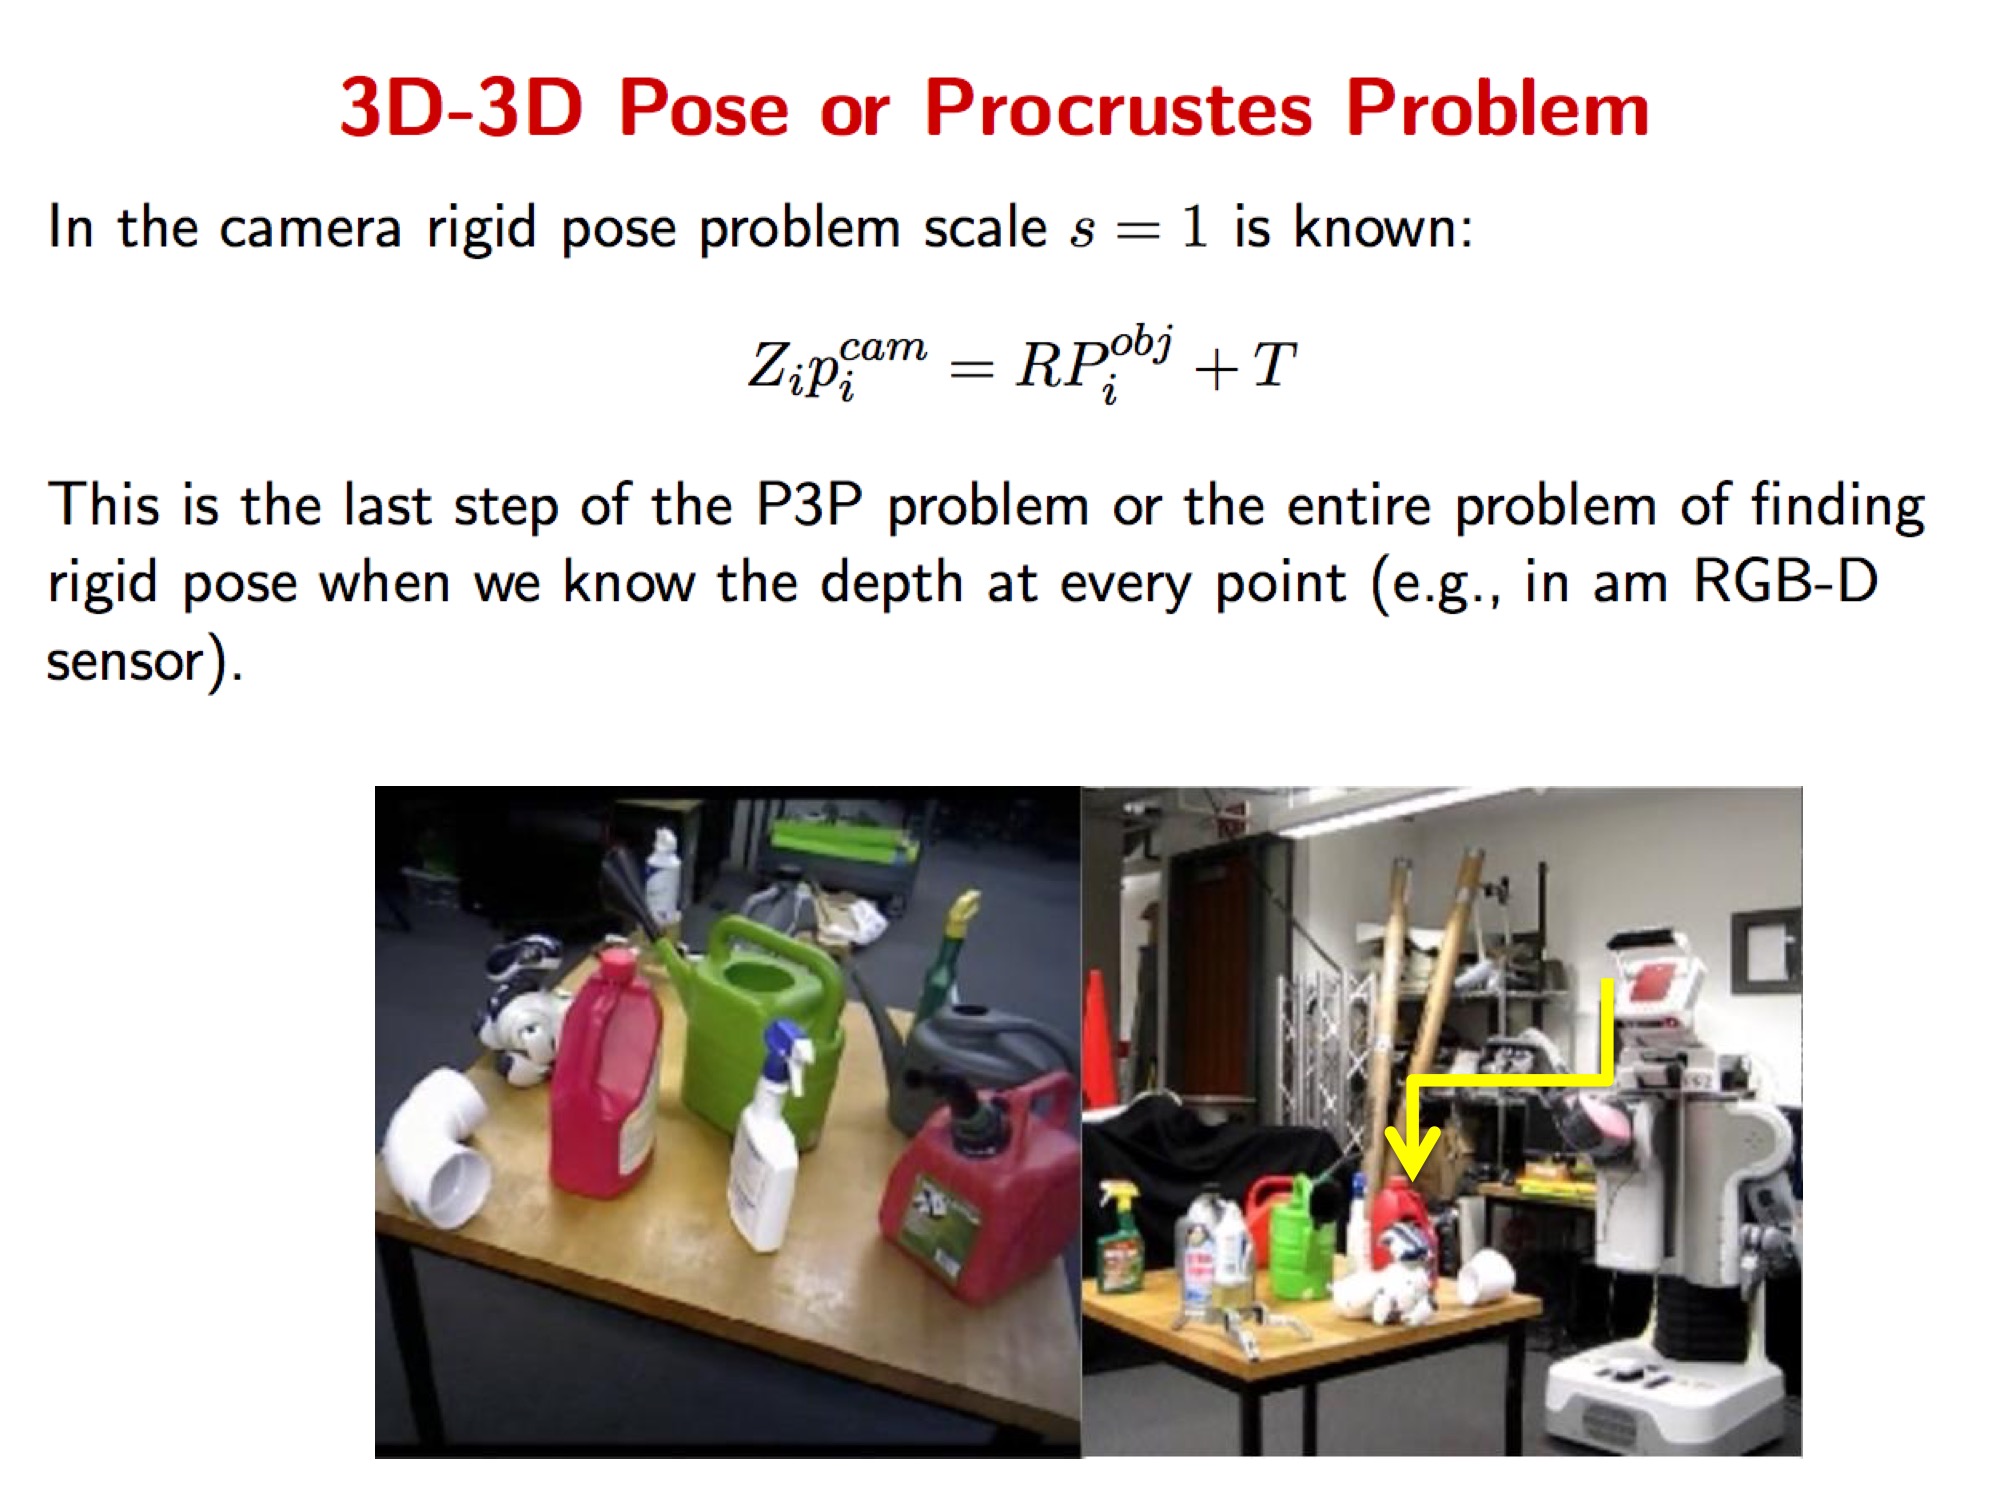 3D-3D Pose or Procrustes Problem
In the camera rigid pose problem scale s = 1 is known:
Z_i p_i^{cam} = R P_i^{obj} + T
This is the last step of the P3P problem or the entire problem of finding
rigid pose when we know the depth at every point (e.g., in am RGB-D
sensor).